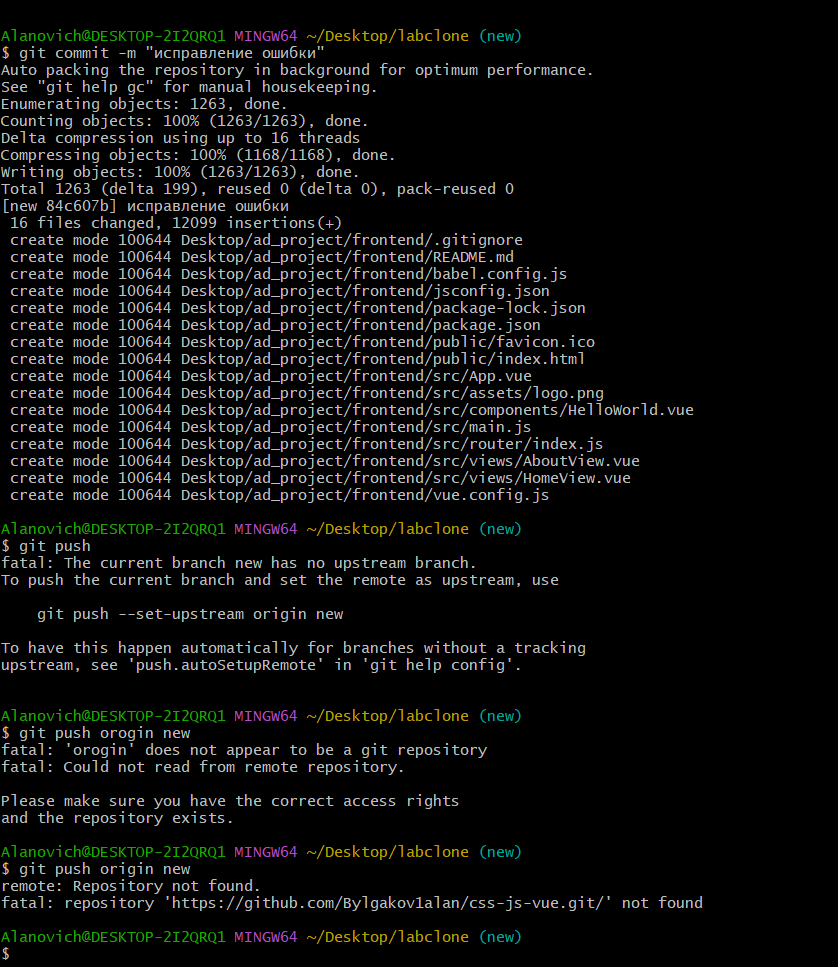 Alanovich@DESKTOP-2I2QRQ1 MINGW64 ~/Desktop/labclone (new)
$ git commit -m "исправление ошибки"
Auto packing the repository in background for optimum performance.
See "git help gc" for manual housekeeping.
Enumerating objects: 1263, done.
Counting objects: 100% (1263/1263), done.
Delta compression using up to 16 threads
Compressing objects: 100% (1168/1168), done.
Writing objects: 100% (1263/1263), done.
Total 1263 (delta 199), reused 0 (delta 0), pack-reused 0
[new 84c607b] исправление ошибки
 16 files changed, 12099 insertions(+)
 create mode 100644 Desktop/ad_project/frontend/.gitignore
 create mode 100644 Desktop/ad_project/frontend/README.md
 create mode 100644 Desktop/ad_project/frontend/babel.config.js
 create mode 100644 Desktop/ad_project/frontend/jsconfig.json
 create mode 100644 Desktop/ad_project/frontend/package-lock.json
 create mode 100644 Desktop/ad_project/frontend/package.json
 create mode 100644 Desktop/ad_project/frontend/public/favicon.ico
 create mode 100644 Desktop/ad_project/frontend/public/index.html
 create mode 100644 Desktop/ad_project/frontend/src/App.vue
 create mode 100644 Desktop/ad_project/frontend/src/assets/logo.png
 create mode 100644 Desktop/ad_project/frontend/src/components/HelloWorld.vue
 create mode 100644 Desktop/ad_project/frontend/src/main.js
 create mode 100644 Desktop/ad_project/frontend/src/router/index.js
 create mode 100644 Desktop/ad_project/frontend/src/views/AboutView.vue
 create mode 100644 Desktop/ad_project/frontend/src/views/HomeView.vue
 create mode 100644 Desktop/ad_project/frontend/vue.config.js

Alanovich@DESKTOP-2I2QRQ1 MINGW64 ~/Desktop/labclone (new)
$ git push
fatal: The current branch new has no upstream branch.
To push the current branch and set the remote as upstream, use

    git push --set-upstream origin new

To have this happen automatically for branches without a tracking
upstream, see 'push.autoSetupRemote' in 'git help config'.

Alanovich@DESKTOP-2I2QRQ1 MINGW64 ~/Desktop/labclone (new)
$ git push orogin new
fatal: 'orogin' does not appear to be a git repository
fatal: Could not read from remote repository.

Please make sure you have the correct access rights
and the repository exists.

Alanovich@DESKTOP-2I2QRQ1 MINGW64 ~/Desktop/labclone (new)
$ git push origin new
remote: Repository not found.
fatal: repository 'https://github.com/Bylgakov1alan/css-js-vue.git/' not found

Alanovich@DESKTOP-2I2QRQ1 MINGW64 ~/Desktop/labclone (new)
$